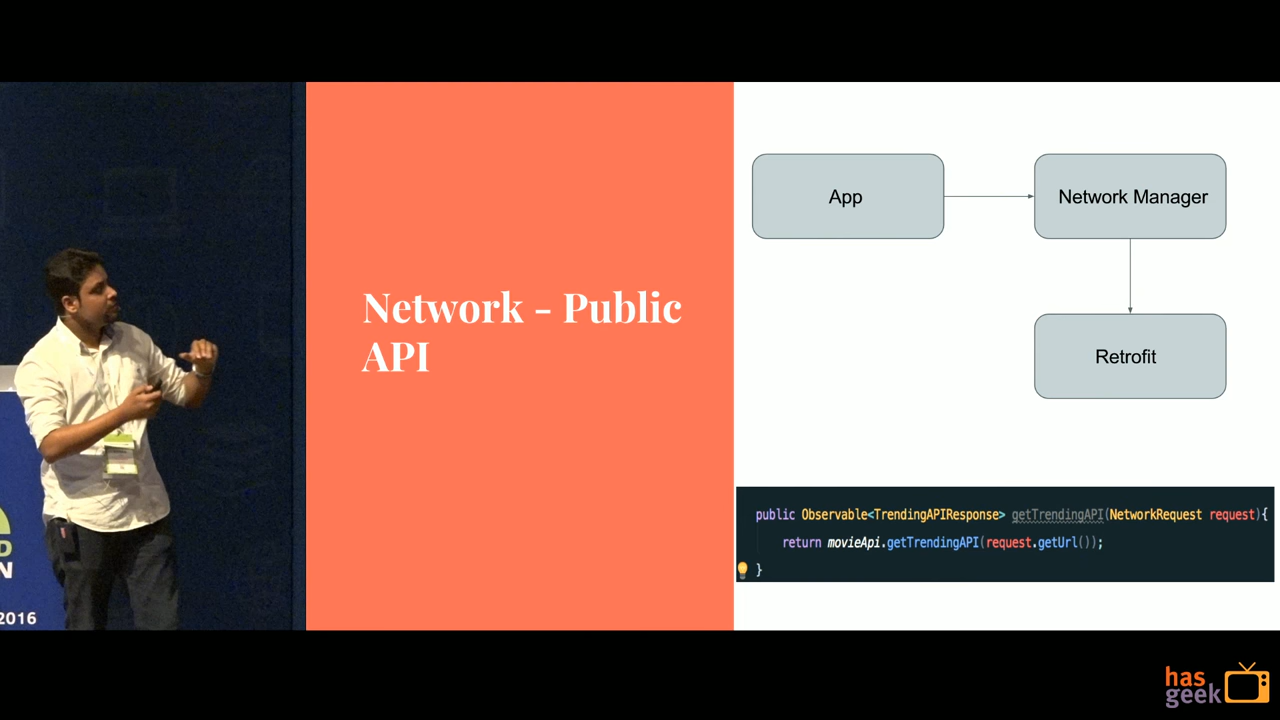 Network - Public
API
App
Network Manager
Retrofit
public Observable<TrendingAPIResponse> getTrendingAPI(NetworkRequest request){
return movieApi.getTrendingAPI(request.getUrl());
}
2016
has
geek